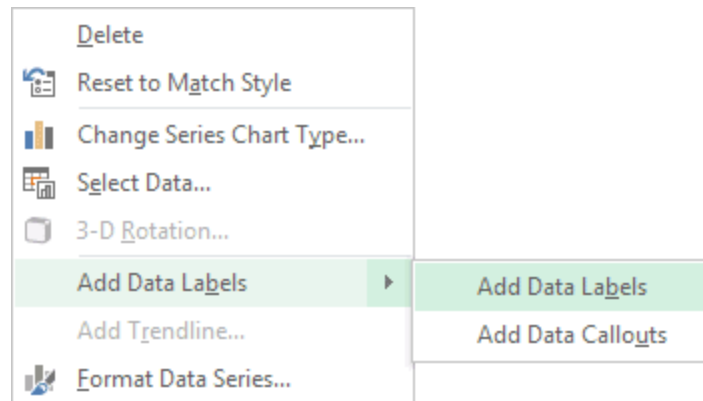 Delete
Reset to Match Style
Change Series Chart Type...
Select Data...
3-D Rotation...
Add Data Labels
Add Data Labels
Add Data Callouts
Add Trendline...
Format Data Series...